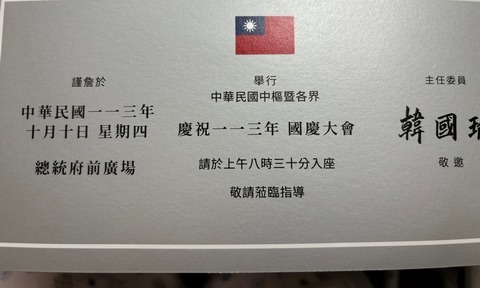 謹詹於
中華民國一一三年
十月十日 星期四
總統府前廣場
舉行
中華民國中樞暨各界
慶祝一一三年 國慶大會
請於上午八時三十分入座
敬請蒞臨指導
主任委員
韓國
敬邀